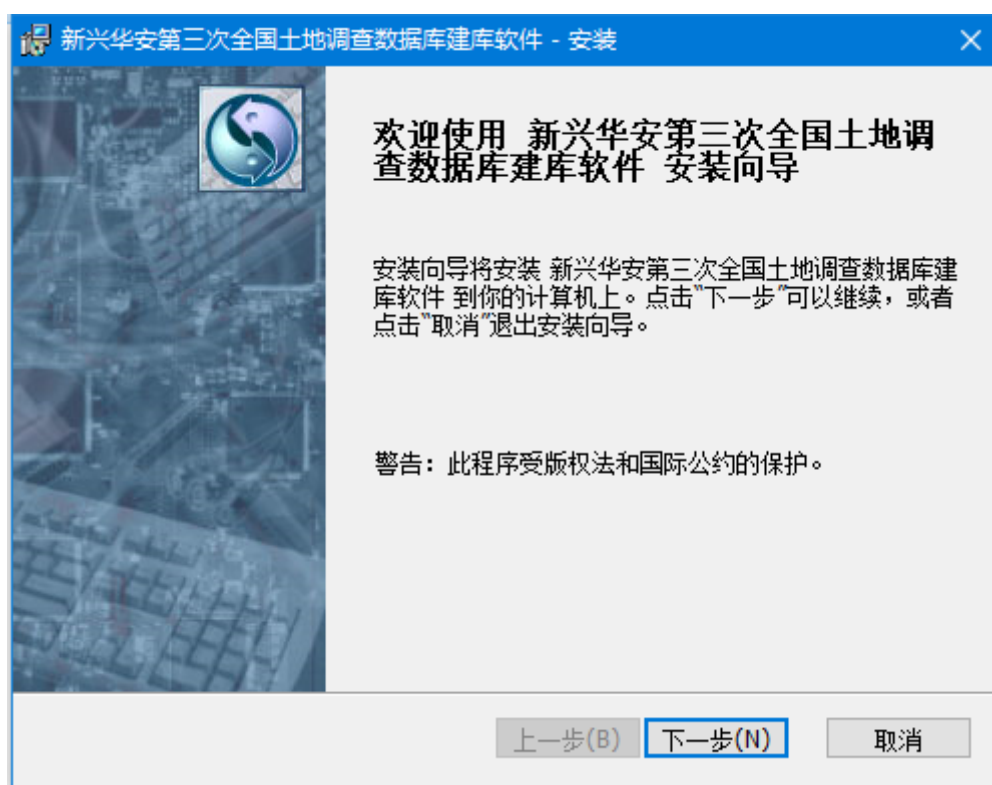 新兴华安第三次全国土地调查数据库建库软件 - 安装
欢迎使用 新兴华安第三次全国土地调
查数据库建库软件 安装向导
安装向导将安装 新兴华安第三次全国土地调查数据库建
库软件 到你的计算机上。点击"下一步"可以继续，或者
点击"取消"退出安装向导。
警告：此程序受版权法和国际公约的保护。
上一步(B) 下一步(N) 取消